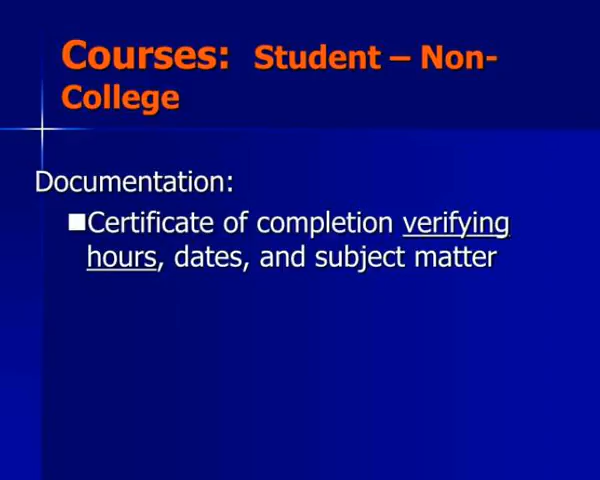 Courses: Student – Non-
College
Documentation:
■Certificate of completion verifying
hours, dates, and subject matter